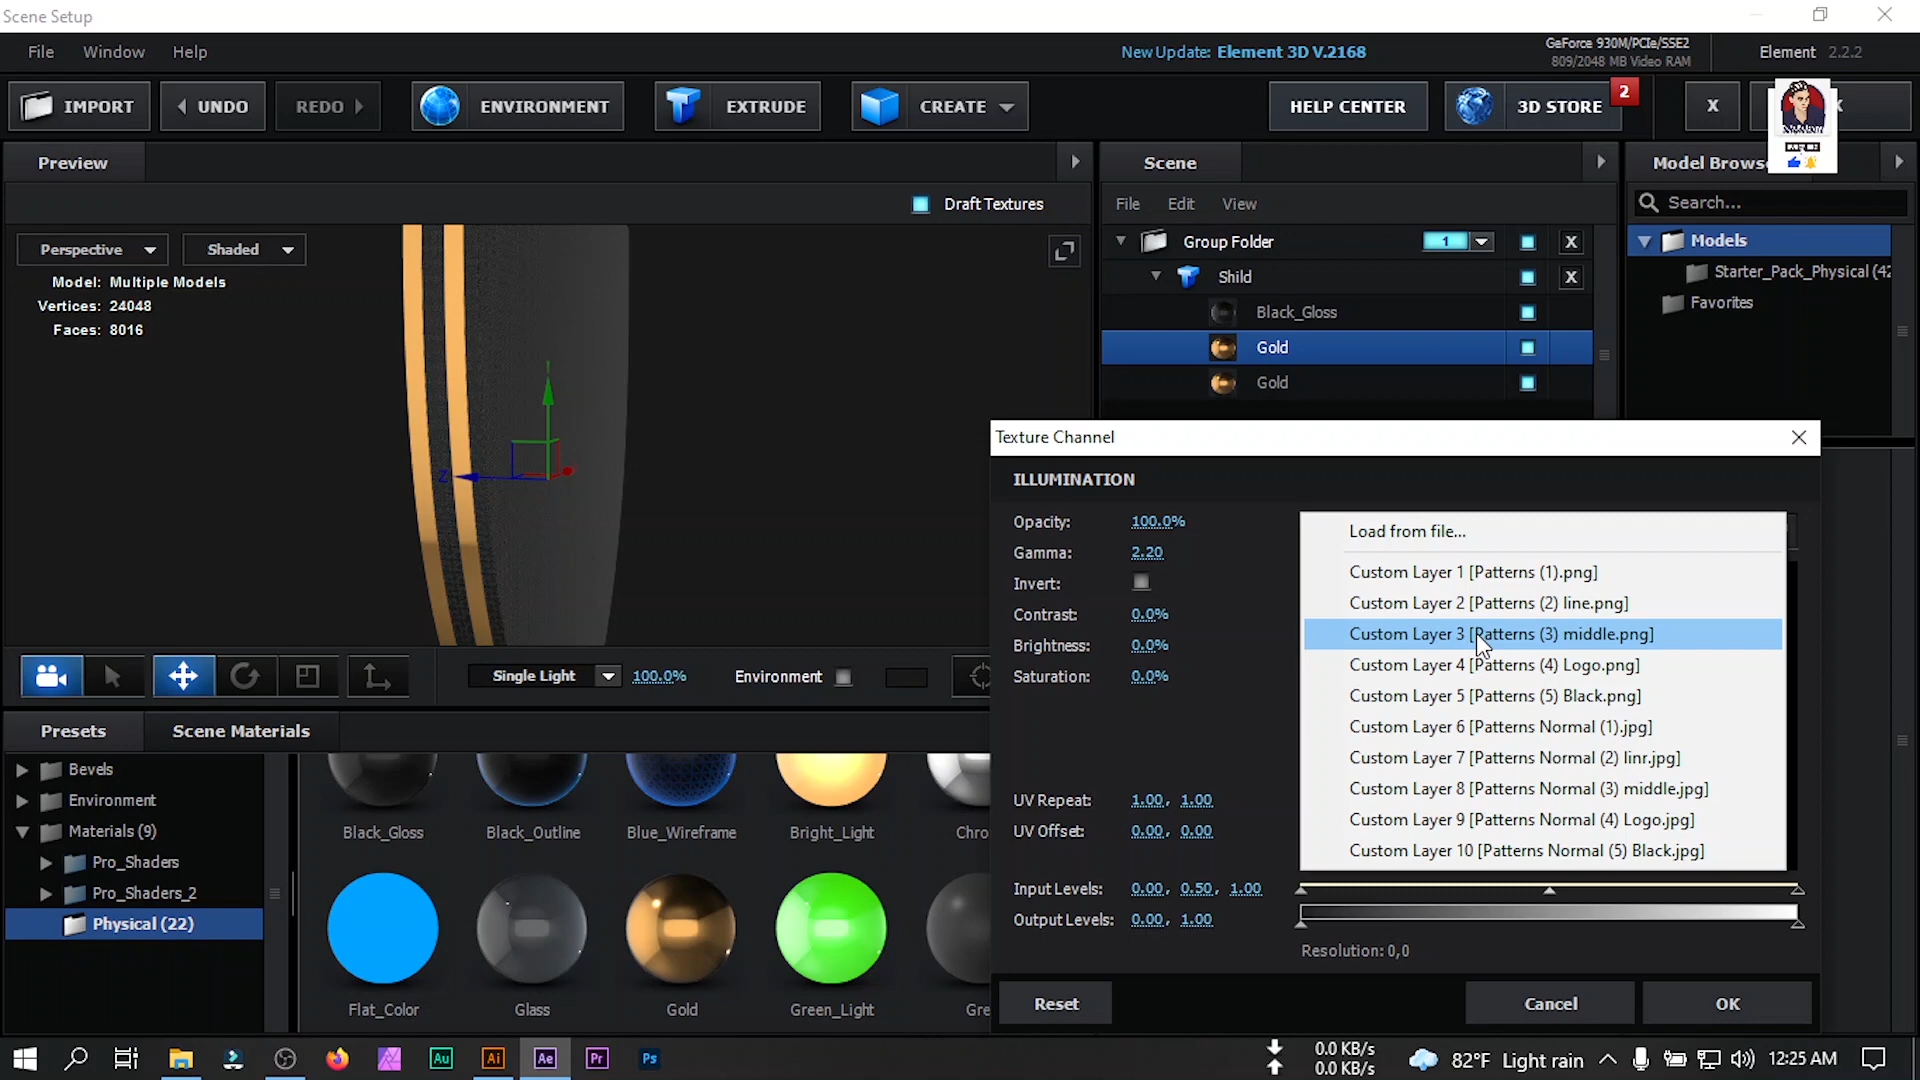 Scene Setup
File Window Help
New Update: Element 3D V.2168
GeForce 930M/PCIe/SSE2
809/2048 MB Video RAM
Element 2.2.2
IMPORT
UNDO
REDO
ENVIRONMENT
EXTRUDE
CREATE
HELP CENTER
3D STORE
2
X
X
Preview
Draft Textures
Perspective
Shaded
Model: Multiple Models
Vertices: 24048
Faces: 8016
Z
Single Light
100.0%
Environment
Scene
File Edit View
Group Folder
1
X
Shild
X
Black_Gloss
Gold
Gold
Model Brows
Search...
Models
Starter_Pack_Physical (42
Favorites
Texture Channel
ILLUMINATION
Opacity: 100.0%
Gamma: 2.20
Invert:
Contrast: 0.0%
Brightness: 0.0%
Saturation: 0.0%
UV Repeat: 1.00, 1.00
UV Offset: 0.00, 0.00
Input Levels: 0.00, 0.50, 1.00
Output Levels: 0.00, 1.00
Load from file...
Custom Layer 1 [Patterns (1).png]
Custom Layer 2 [Patterns (2) line.png]
Custom Layer 3 [Patterns (3) middle.png]
Custom Layer 4 [Patterns (4) Logo.png]
Custom Layer 5 [Patterns (5) Black.png]
Custom Layer 6 [Patterns Normal (1).jpg]
Custom Layer 7 [Patterns Normal (2) linr.jpg]
Custom Layer 8 [Patterns Normal (3) middle.jpg]
Custom Layer 9 [Patterns Normal (4) Logo.jpg]
Custom Layer 10 [Patterns Normal (5) Black.jpg]
Resolution: 0,0
Reset
Cancel
OK
Presets
Scene Materials
Bevels
Environment
Materials (9)
Pro_Shaders
Pro_Shaders_2
Physical (22)
Black_Gloss
Black_Outline
Blue_Wireframe
Bright_Light
Chro
Flat_Color
Glass
Gold
Green_Light
Gre
Au
Ai
Ae
Pr
Ps
0.0 KB/s
0.0 KB/s
82°F Light rain
12:25 AM